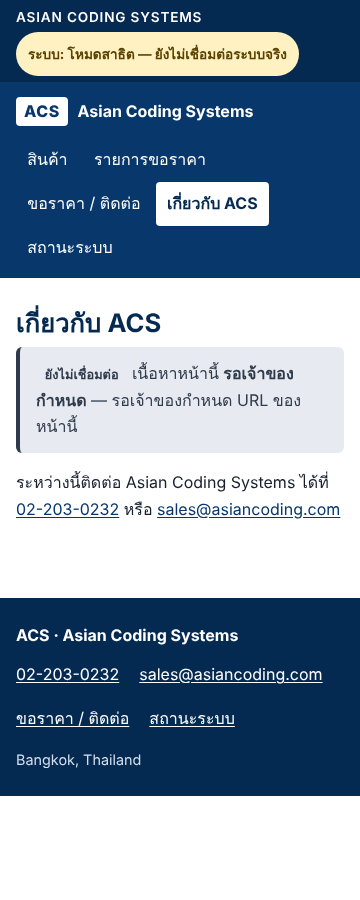 ASIAN CODING SYSTEMS
ระบบ: โหมดสาธิต — ยังไม่เชื่อมต่อระบบจริง
ACS Asian Coding Systems
สินค้า รายการขอราคา
ขอราคา / ติดต่อ เกี่ยวกับ ACS
สถานะระบบ
เกี่ยวกับ ACS
ยังไม่เชื่อมต่อ เนื้อหาหน้านี้ รอเจ้าของ
กำหนด — รอเจ้าของกำหนด URL ของ
หน้านี้
ระหว่างนี้ติดต่อ Asian Coding Systems ได้ที่
02-203-0232 หรือ sales@asiancoding.com
ACS · Asian Coding Systems
02-203-0232 sales@asiancoding.com
ขอราคา / ติดต่อ สถานะระบบ
Bangkok, Thailand